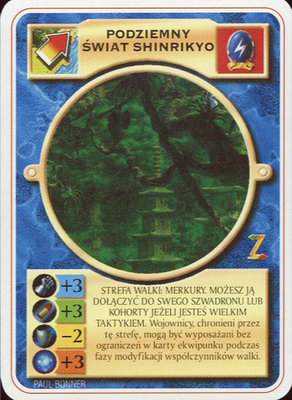 PODZIEMNY
ŚWIAT SHINRIKYO
Z
+3
+3
-2
+3
STREFA WALKI: MERKURY. MOŻESZ JĄ
DOŁĄCZYĆ DO SWEGO SZWADRONU LUB
KOHORTY JEŻELI JESTEŚ WIELKIM
TAKTYKIEM. Wojownicy, chronieni przez
tę strefę, mogą być wyposażani bez
ograniczeń w karty ekwipunku podczas
fazy modyfikacji współczynników walki.
PAUL BONNER